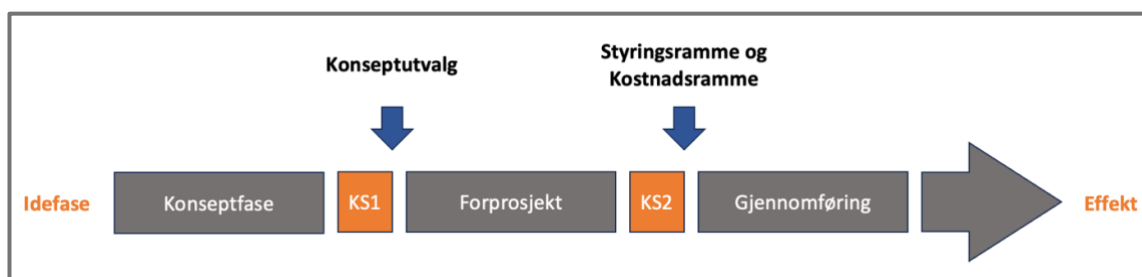 Konseptutvalg
Styringsramme og
Kostnadsramme
Idefase
Konseptfase
KS1
Forprosjekt
KS2
Gjennomføring
Effekt